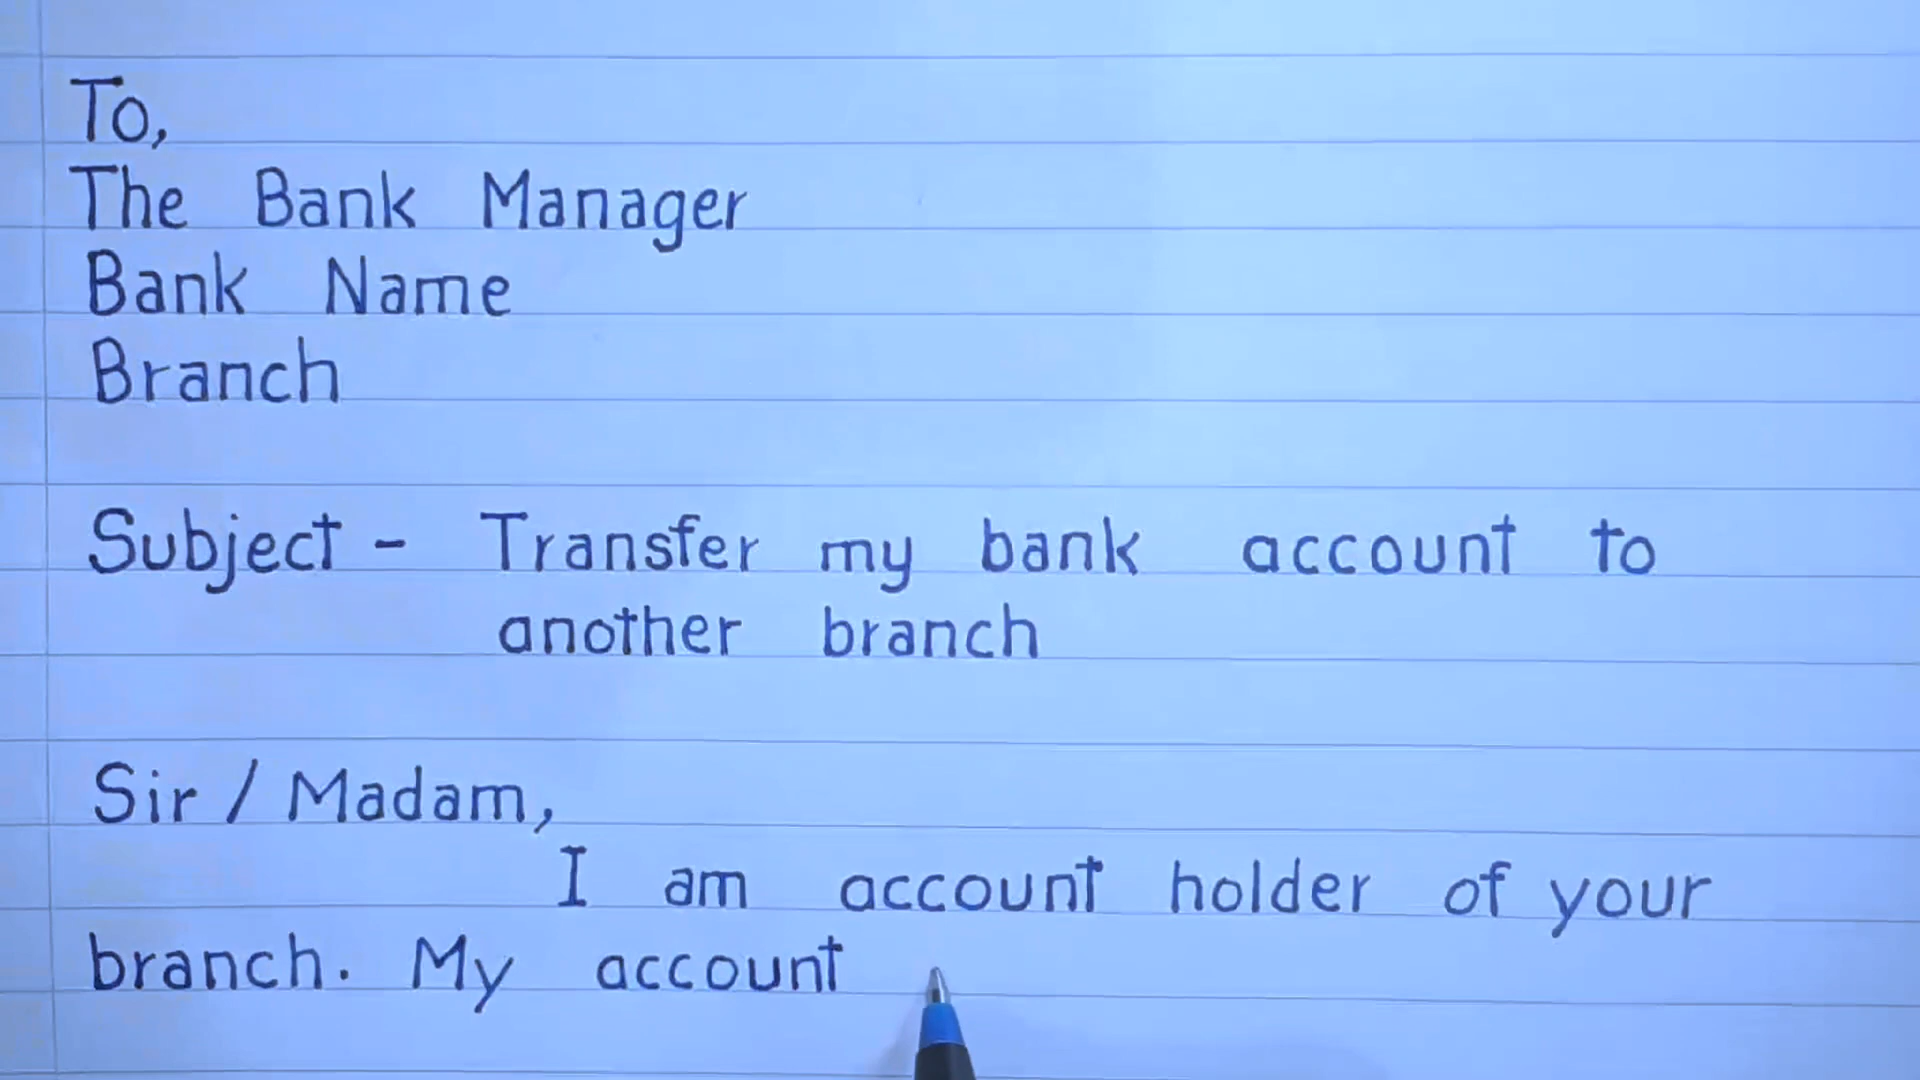 To,
The Bank Manager
Bank Name
Branch
Subject - Transfer my bank account to
another branch
Sir / Madam,
I am account holder of your
branch. My account